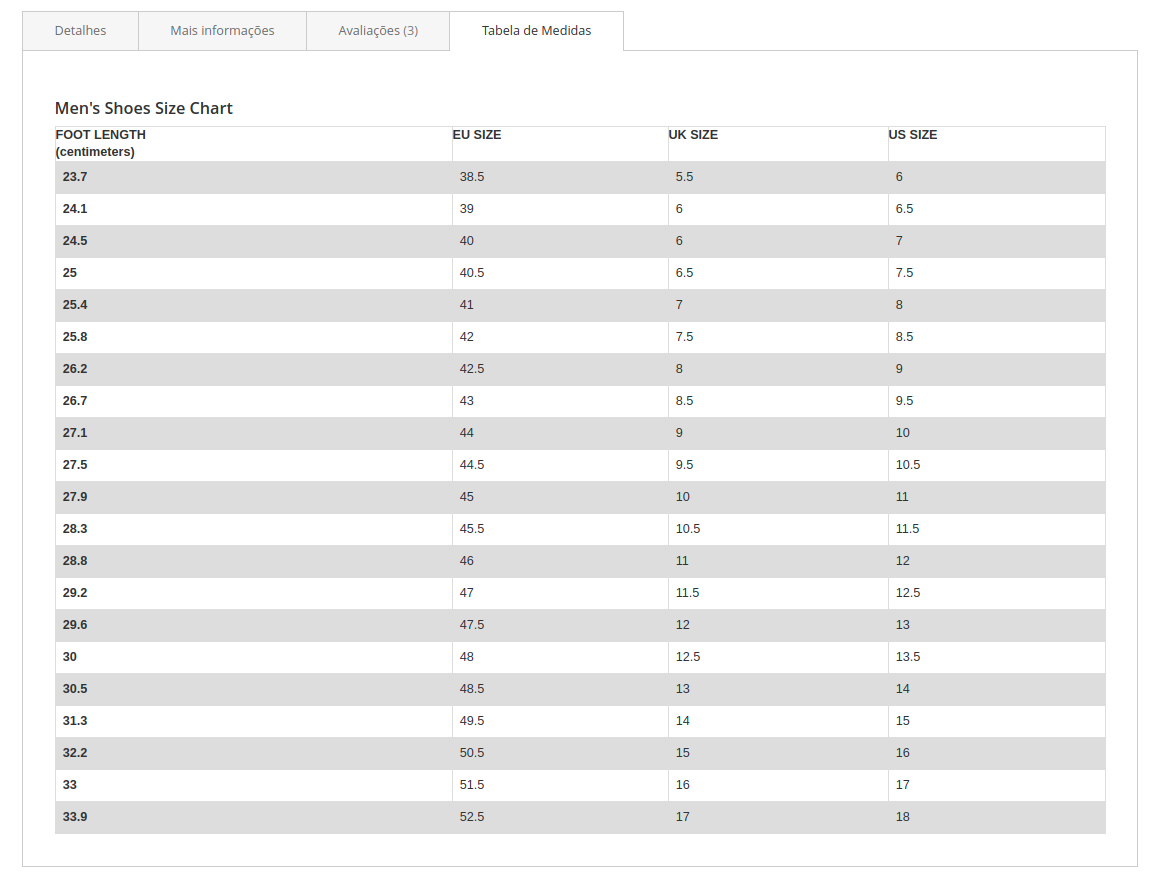 Detalhes Mais informações Avaliações (3) Tabela de Medidas
Men's Shoes Size Chart
FOOT LENGTH EU SIZE UK SIZE US SIZE
(centimeters)
23.7 38.5 5.5 6
24.1 39 6 6.5
24.5 40 6 7
25 40.5 6.5 7.5
25.4 41 7 8
25.8 42 7.5 8.5
26.2 42.5 8 9
26.7 43 8.5 9.5
27.1 44 9 10
27.5 44.5 9.5 10.5
27.9 45 10 11
28.3 45.5 10.5 11.5
28.8 46 11 12
29.2 47 11.5 12.5
29.6 47.5 12 13
30 48 12.5 13.5
30.5 48.5 13 14
31.3 49.5 14 15
32.2 50.5 15 16
33 51.5 16 17
33.9 52.5 17 18